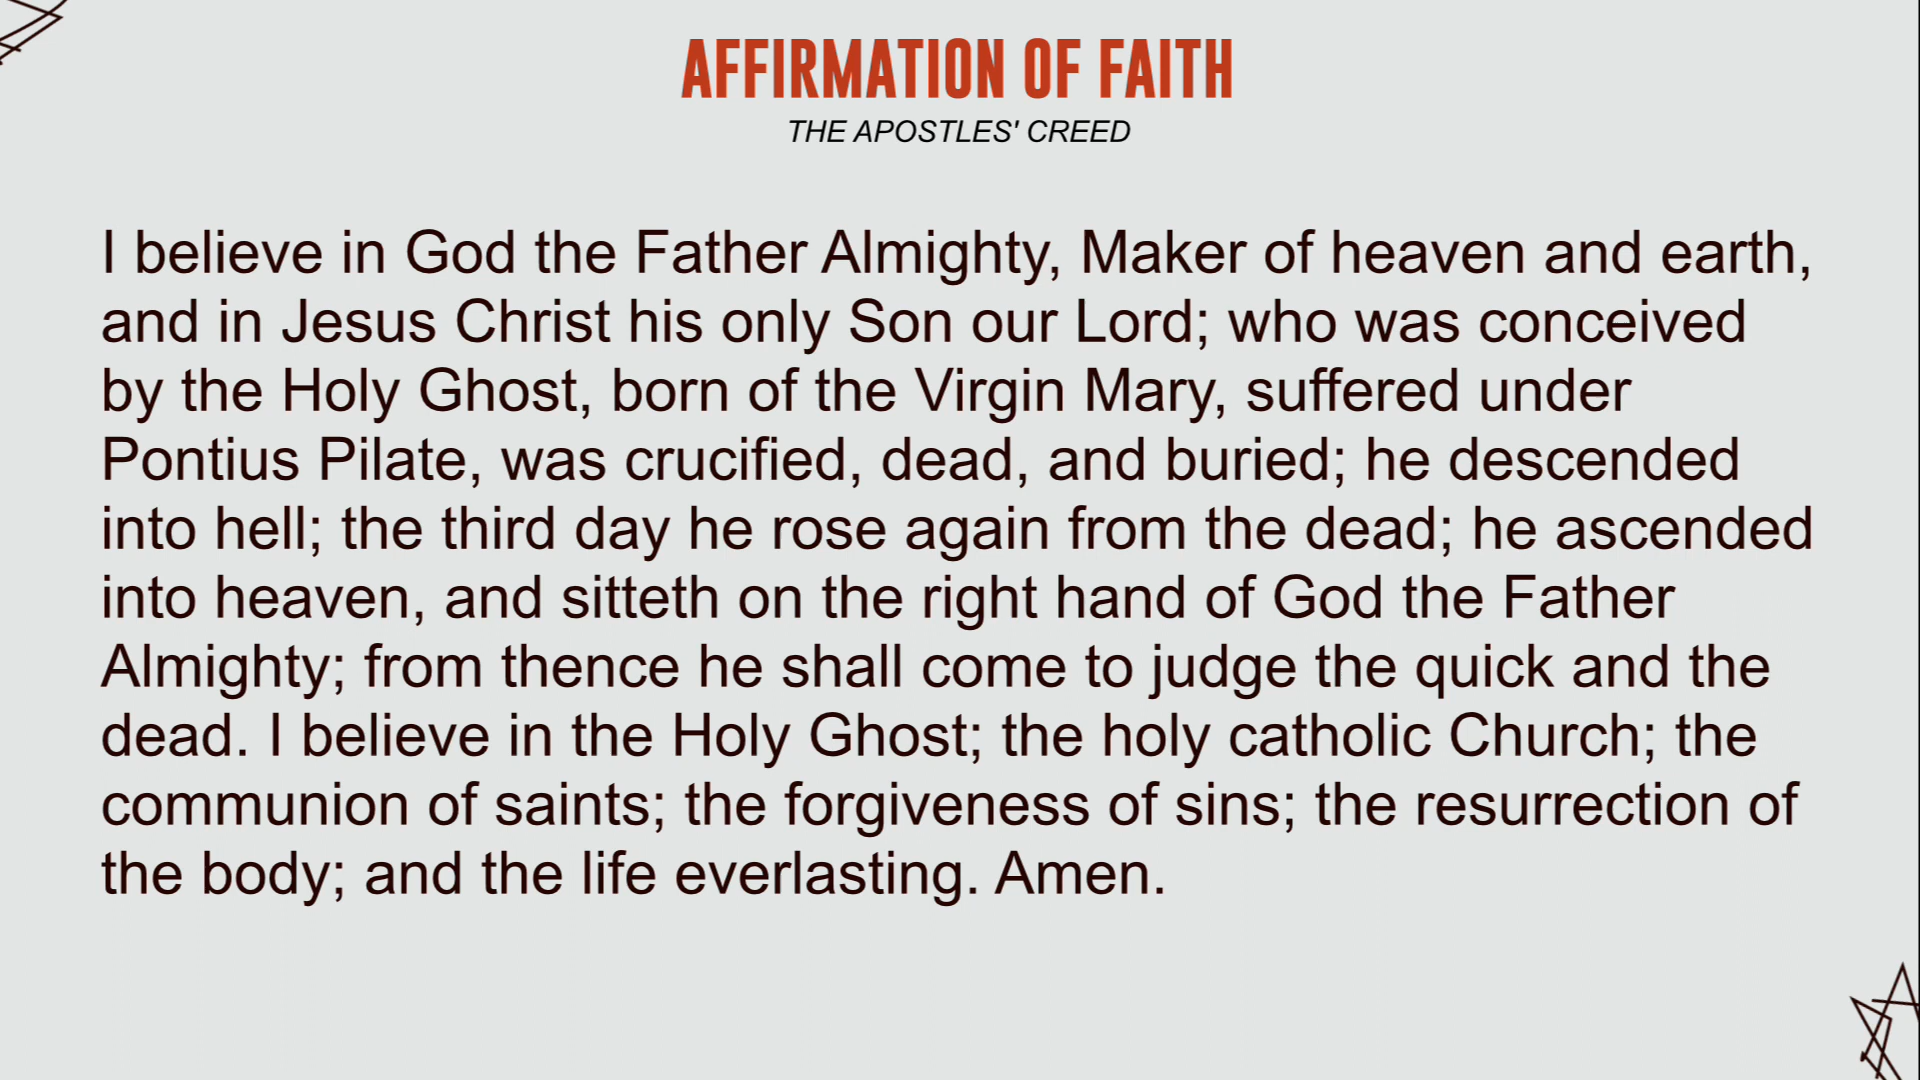 AFFIRMATION OF FAITH
THE APOSTLES' CREED
I believe in God the Father Almighty, Maker of heaven and earth,
and in Jesus Christ his only Son our Lord; who was conceived
by the Holy Ghost, born of the Virgin Mary, suffered under
Pontius Pilate, was crucified, dead, and buried; he descended
into hell; the third day he rose again from the dead; he ascended
into heaven, and sitteth on the right hand of God the Father
Almighty; from thence he shall come to judge the quick and the
dead. I believe in the Holy Ghost; the holy catholic Church; the
communion of saints; the forgiveness of sins; the resurrection of
the body; and the life everlasting. Amen.